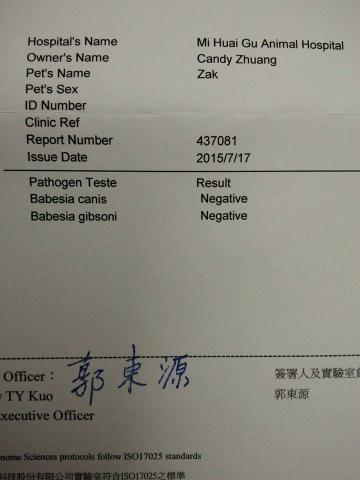 Hospital's Name Mi Huai Gu Animal Hospital
Owner's Name Candy Zhuang
Pet's Name Zak
Pet's Sex
ID Number
Clinic Ref
Report Number 437081
Issue Date 2015/7/17
Pathogen Teste Result
Babesia canis Negative
Babesia gibsoni Negative
郭東源
Officer： 簽署人及實驗室
TY Kuo 郭東源
Executive Officer
nome Sciences protocols follow ISO17025 standards
科技股份有限公司實驗室符合ISO17025之標準